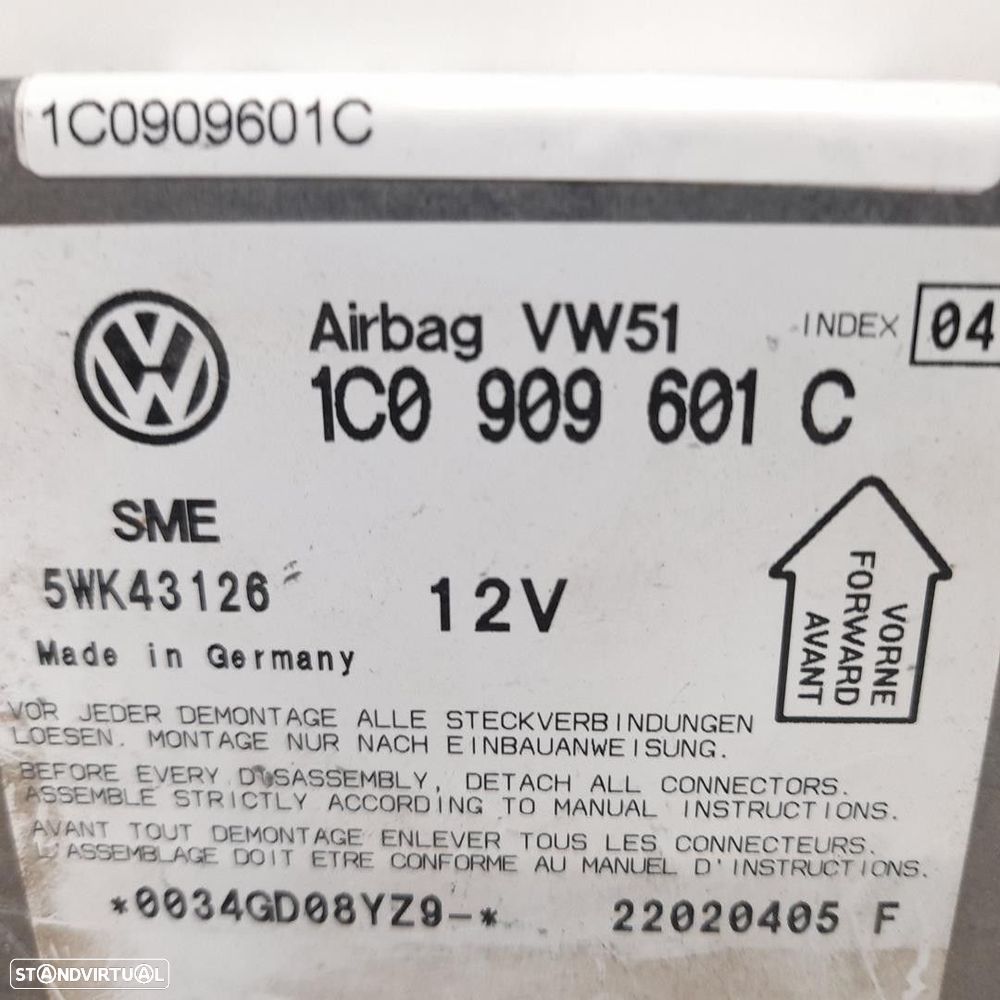 1C0909601C
Airbag VW51 INDEX 04
1C0 909 601 C
SME
5WK43126
12V
Made in Germany
VORNE
FORWARD
AVANT
VOR JEDER DEMONTAGE ALLE STECKVERBINDUNGEN
LOESEN. MONTAGE NUR NACH EINBAUANWEISUNG.
BEFORE EVERY DISASSEMBLY, DETACH ALL CONNECTORS.
ASSEMBLE STRICTLY ACCORDING TO MANUAL INSTRUCTIONS.
AVANT TOUT DEMONTAGE ENLEVER TOUS LES CONNECTEURS.
L'ASSEMBLAGE DOIT ETRE CONFORME AU MANUEL D'INSTRUCTIONS.
*0034GD08YZ9-* 22020405 F
STANDVIRTUAL